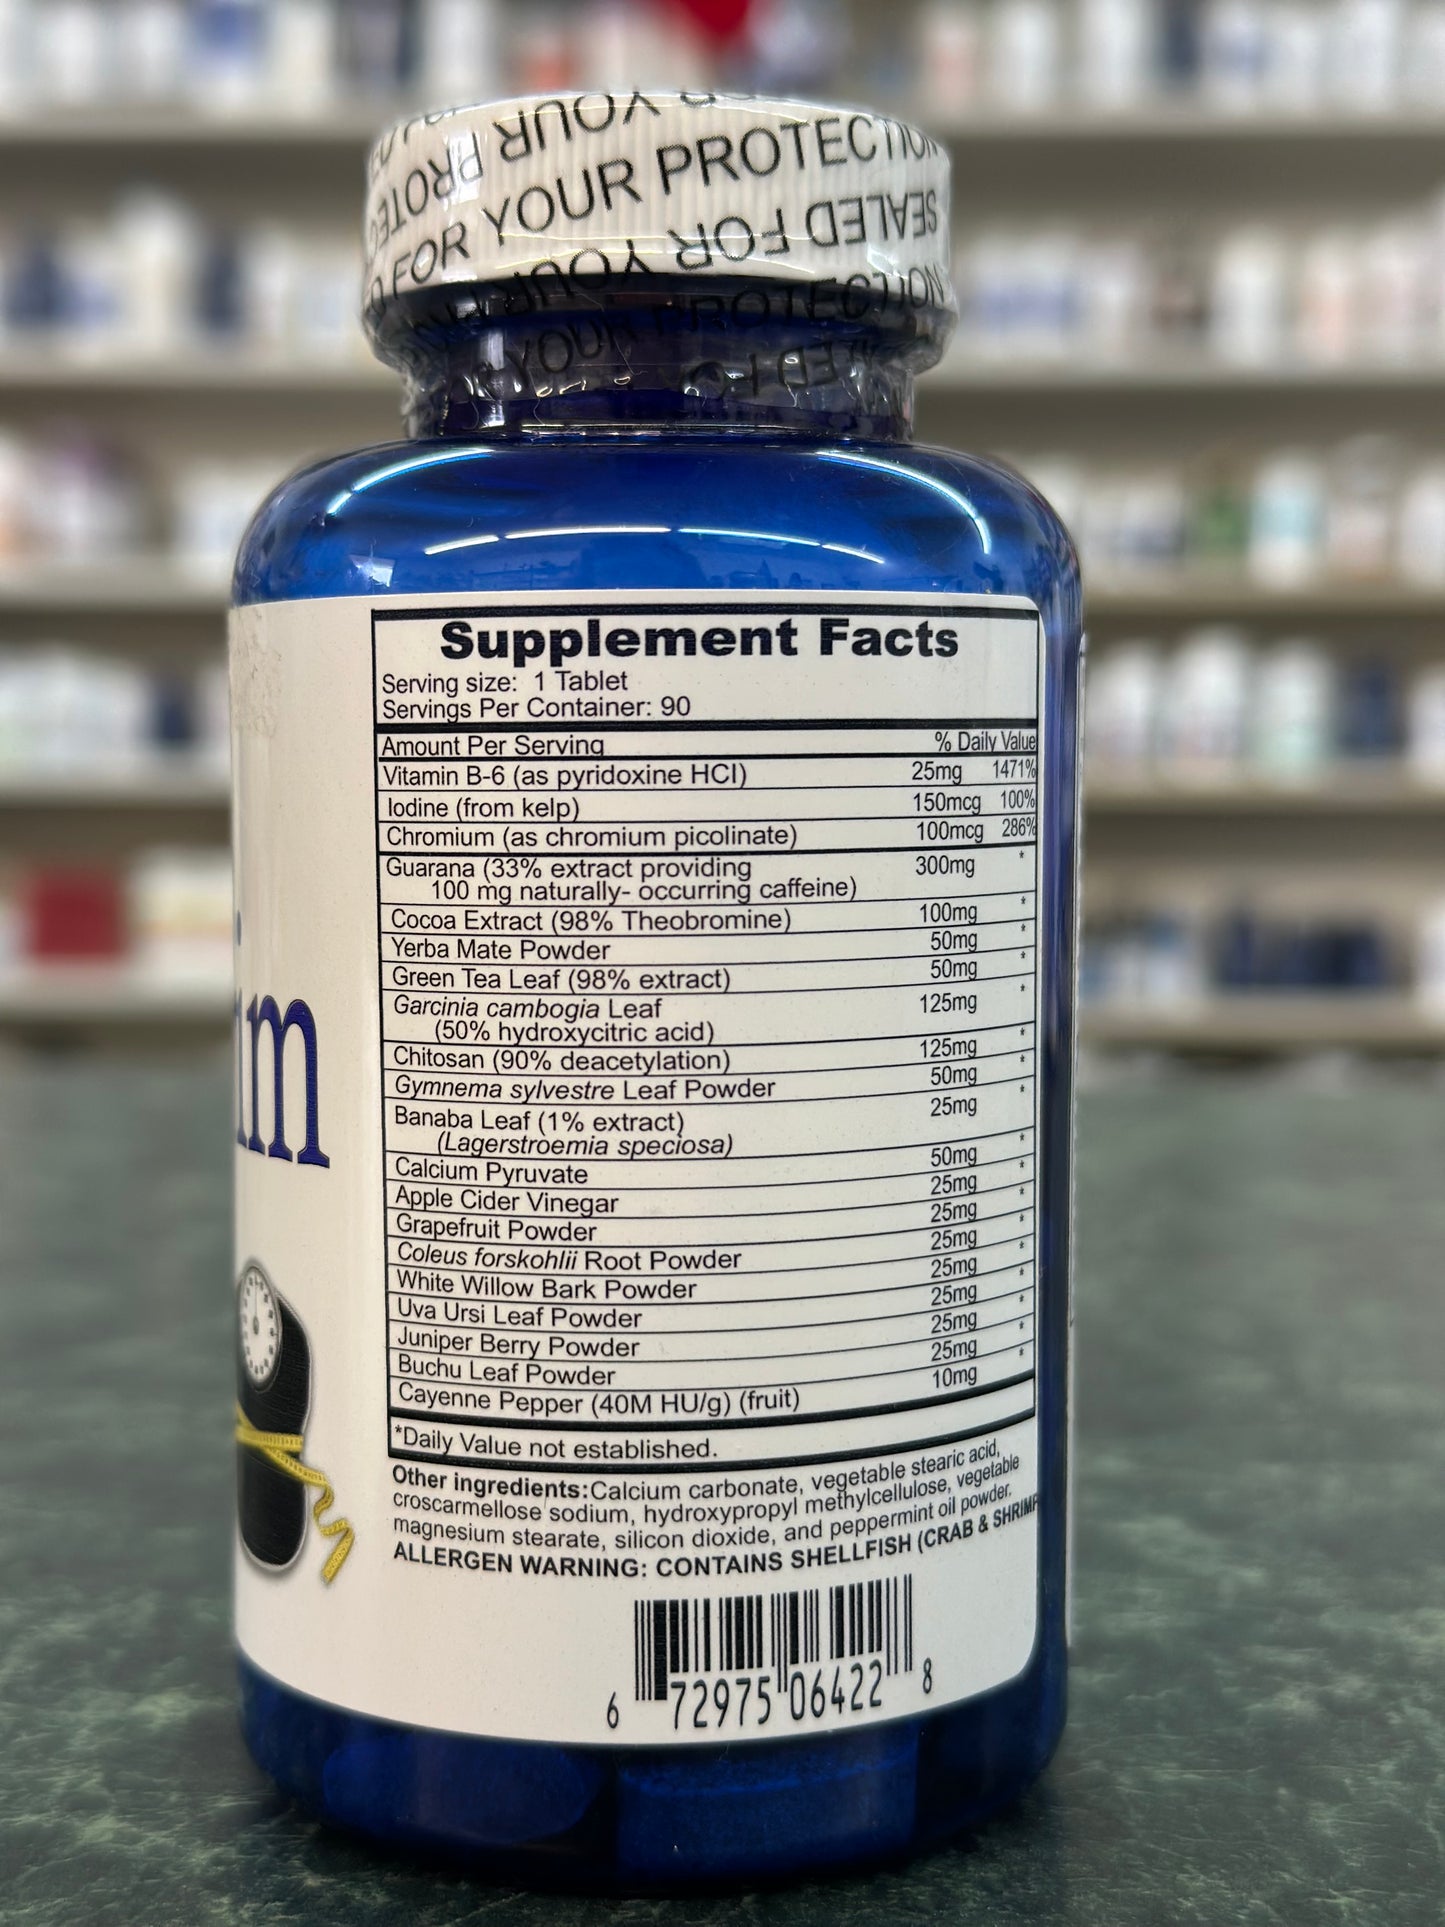 FOR YOUR PROTECTION
SEALED FOR YOUR
im
Supplement Facts
Serving size: 1 Tablet
Servings Per Container: 90
Amount Per Serving % Daily Value
Vitamin B-6 (as pyridoxine HCl) 25mg 1471%
Iodine (from kelp) 150mcg 100%
Chromium (as chromium picolinate) 100mcg 286%
Guarana (33% extract providing 300mg *
100 mg naturally- occurring caffeine)
Cocoa Extract (98% Theobromine) 100mg *
Yerba Mate Powder 50mg *
Green Tea Leaf (98% extract) 50mg *
Garcinia cambogia Leaf 125mg *
(50% hydroxycitric acid)
Chitosan (90% deacetylation) 125mg *
Gymnema sylvestre Leaf Powder 50mg *
Banaba Leaf (1% extract) 25mg *
(Lagerstroemia speciosa)
Calcium Pyruvate 50mg *
Apple Cider Vinegar 25mg *
Grapefruit Powder 25mg *
Coleus forskohlii Root Powder 25mg *
White Willow Bark Powder 25mg *
Uva Ursi Leaf Powder 25mg *
Juniper Berry Powder 25mg *
Buchu Leaf Powder 25mg *
Cayenne Pepper (40M HU/g) (fruit) 10mg *
*Daily Value not established.
Other ingredients:Calcium carbonate, vegetable stearic acid,
croscarmellose sodium, hydroxypropyl methylcellulose, vegetable
magnesium stearate, silicon dioxide, and peppermint oil powder.
ALLERGEN WARNING: CONTAINS SHELLFISH (CRAB & SHRIMP
6 72975 06422 8